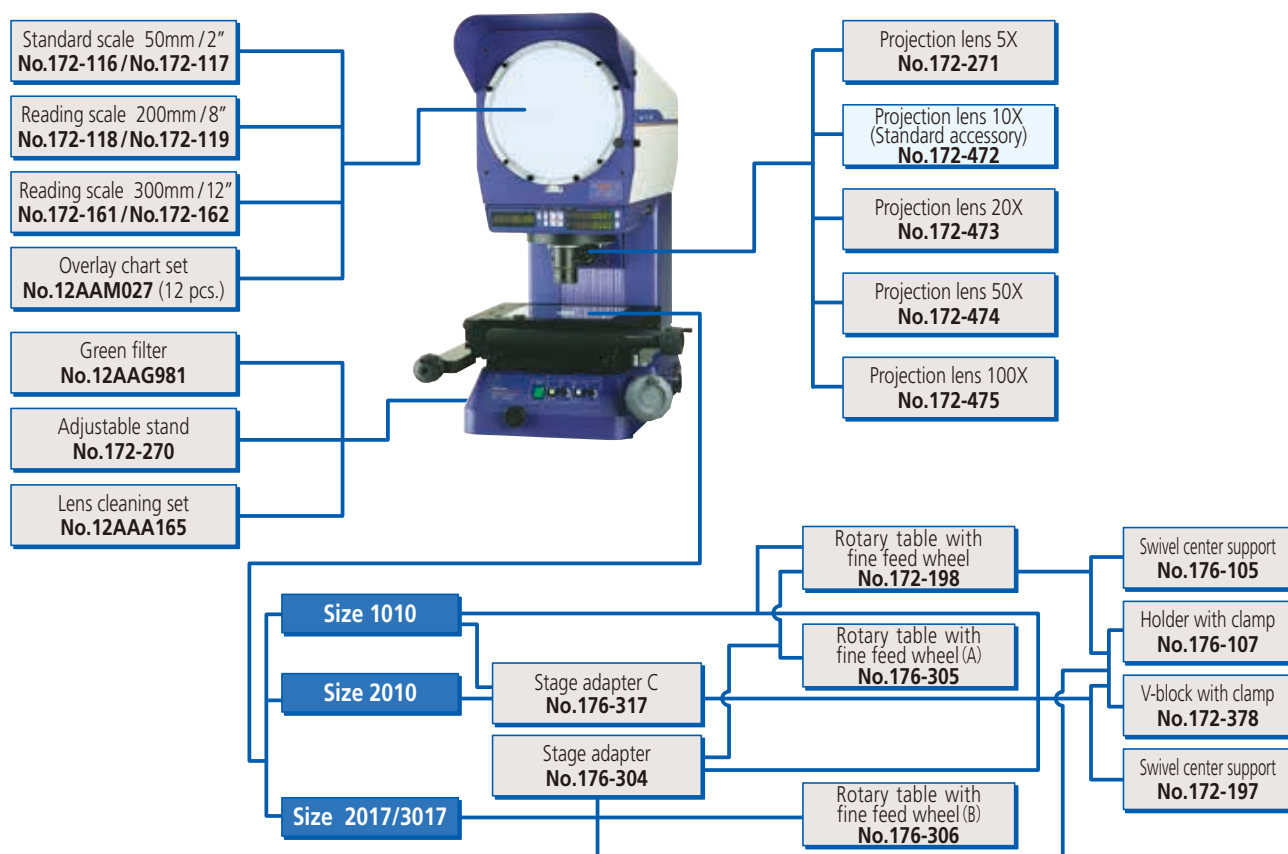 Standard scale 50mm/2″
No.172-116/No.172-117
Reading scale 200mm/8″
No.172-118/No.172-119
Reading scale 300mm/12″
No.172-161/No.172-162
Overlay chart set
No.12AAM027 (12 pcs.)
Green filter
No.12AAG981
Adjustable stand
No.172-270
Lens cleaning set
No.12AAA165
Projection lens 5X
No.172-271
Projection lens 10X
(Standard accessory)
No.172-472
Projection lens 20X
No.172-473
Projection lens 50X
No.172-474
Projection lens 100X
No.172-475
Size 1010
Size 2010
Size 2017/3017
Stage adapter C
No.176-317
Stage adapter
No.176-304
Rotary table with
fine feed wheel
No.172-198
Rotary table with
fine feed wheel (A)
No.176-305
Rotary table with
fine feed wheel (B)
No.176-306
Swivel center support
No.176-105
Holder with clamp
No.176-107
V-block with clamp
No.172-378
Swivel center support
No.172-197